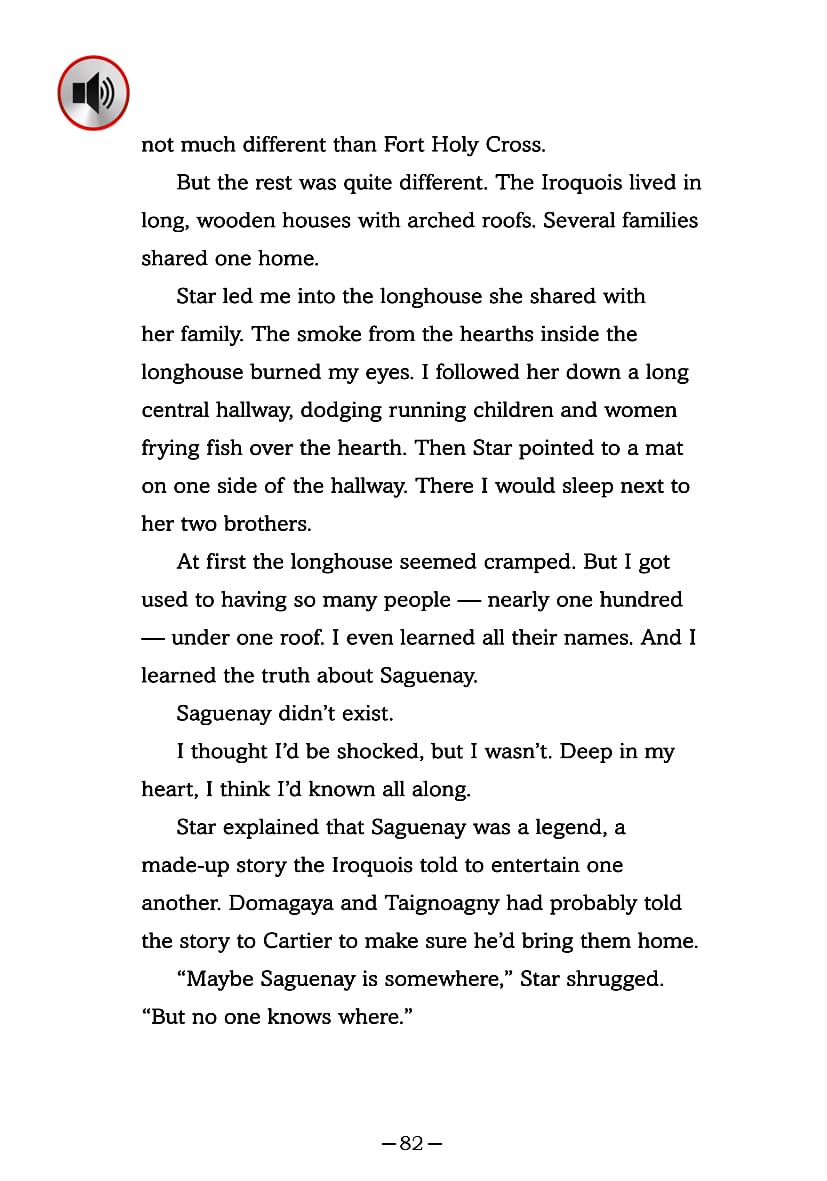 not much different than Fort Holy Cross.
But the rest was quite different. The Iroquois lived in
long, wooden houses with arched roofs. Several families
shared one home.
Star led me into the longhouse she shared with
her family. The smoke from the hearths inside the
longhouse burned my eyes. I followed her down a long
central hallway, dodging running children and women
frying fish over the hearth. Then Star pointed to a mat
on one side of the hallway. There I would sleep next to
her two brothers.
At first the longhouse seemed cramped. But I got
used to having so many people — nearly one hundred
— under one roof. I even learned all their names. And I
learned the truth about Saguenay.
Saguenay didn’t exist.
I thought I’d be shocked, but I wasn’t. Deep in my
heart, I think I’d known all along.
Star explained that Saguenay was a legend, a
made-up story the Iroquois told to entertain one
another. Domagaya and Taignoagny had probably told
the story to Cartier to make sure he’d bring them home.
“Maybe Saguenay is somewhere,” Star shrugged.
“But no one knows where.”
—82—